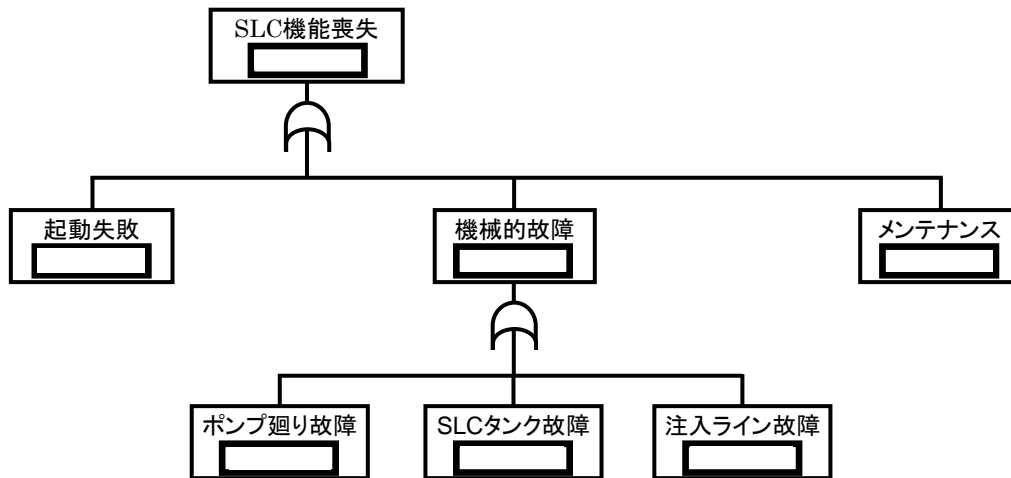 SLC機能喪失
起動失敗
機械的故障
メンテナンス
ポンプ廻り故障
SLCタンク故障
注入ライン故障